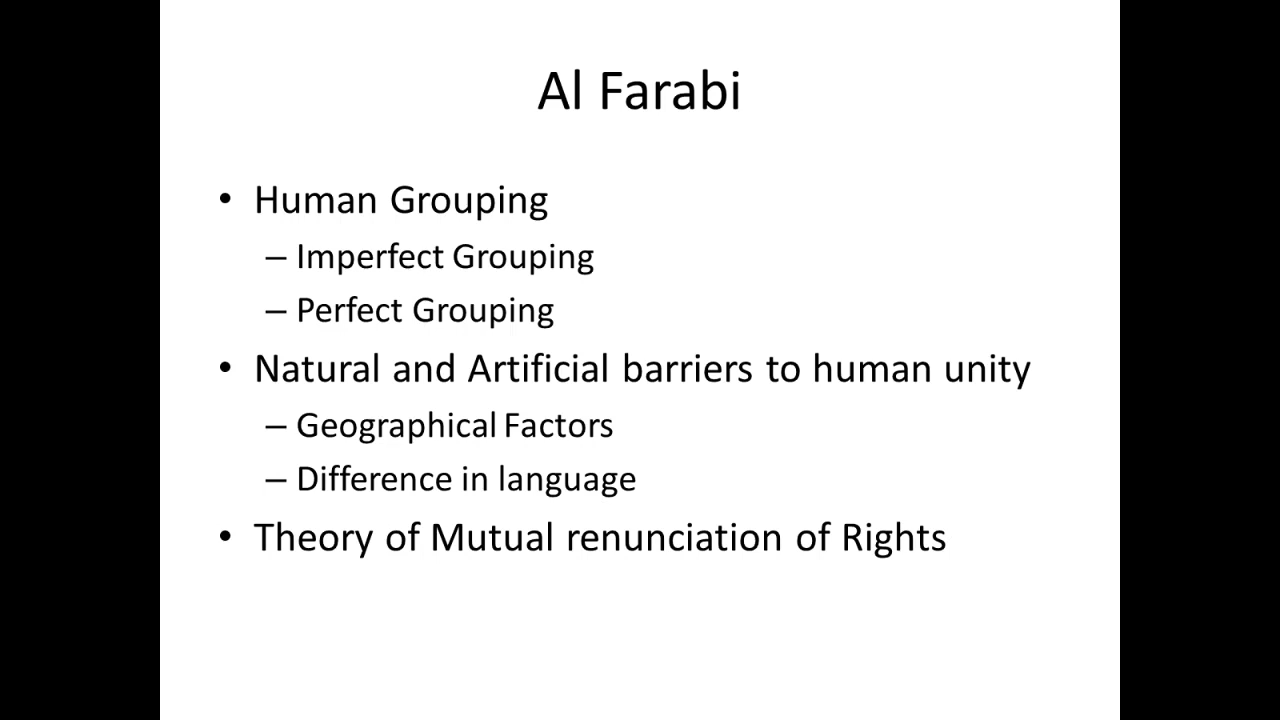 Al Farabi
• Human Grouping
– Imperfect Grouping
– Perfect Grouping
• Natural and Artificial barriers to human unity
– Geographical Factors
– Difference in language
• Theory of Mutual renunciation of Rights